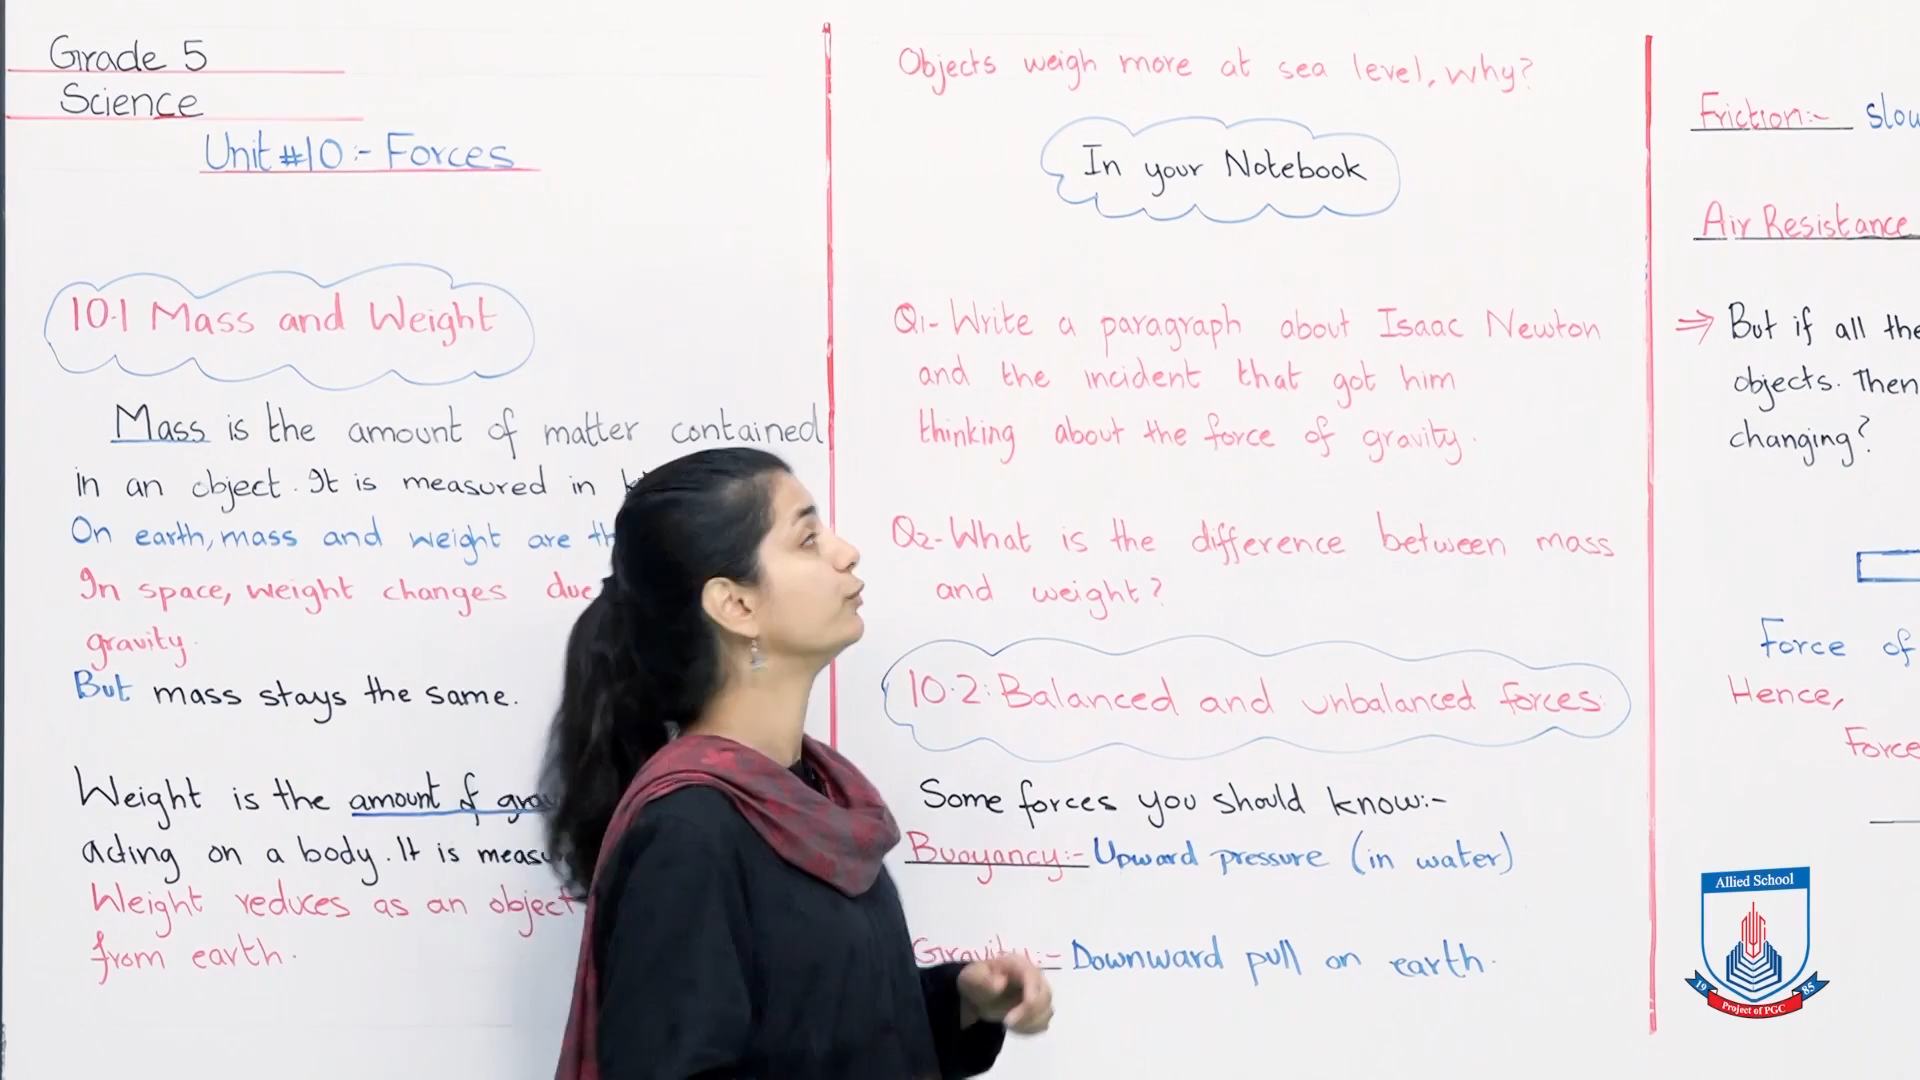 Grade 5
Science
Unit #10:- Forces
10.1 Mass and Weight
Mass is the amount of matter contained
in an object. It is measured in
On earth, mass and weight are
In space, weight changes due
gravity.
But mass stays the same.
Weight is the amount of
acting on a body. It is
Weight reduces as an object
from earth.
Objects weigh more at sea level, why?
In your Notebook
Q1- Write a paragraph about Isaac Newton
and the incident that got him
thinking about the force of gravity.
Q2- What is the difference between mass
and weight?
10.2: Balanced and unbalanced forces.
Some forces you should know:-
Buoyancy:- Upward pressure (in water)
Gravity:- Downward pull on earth.
Friction:-
Air Resistance
⇒ But if all the
objects. Then
changing?
Force of
Hence,
Force
Allied School
19 85
Project of PGC